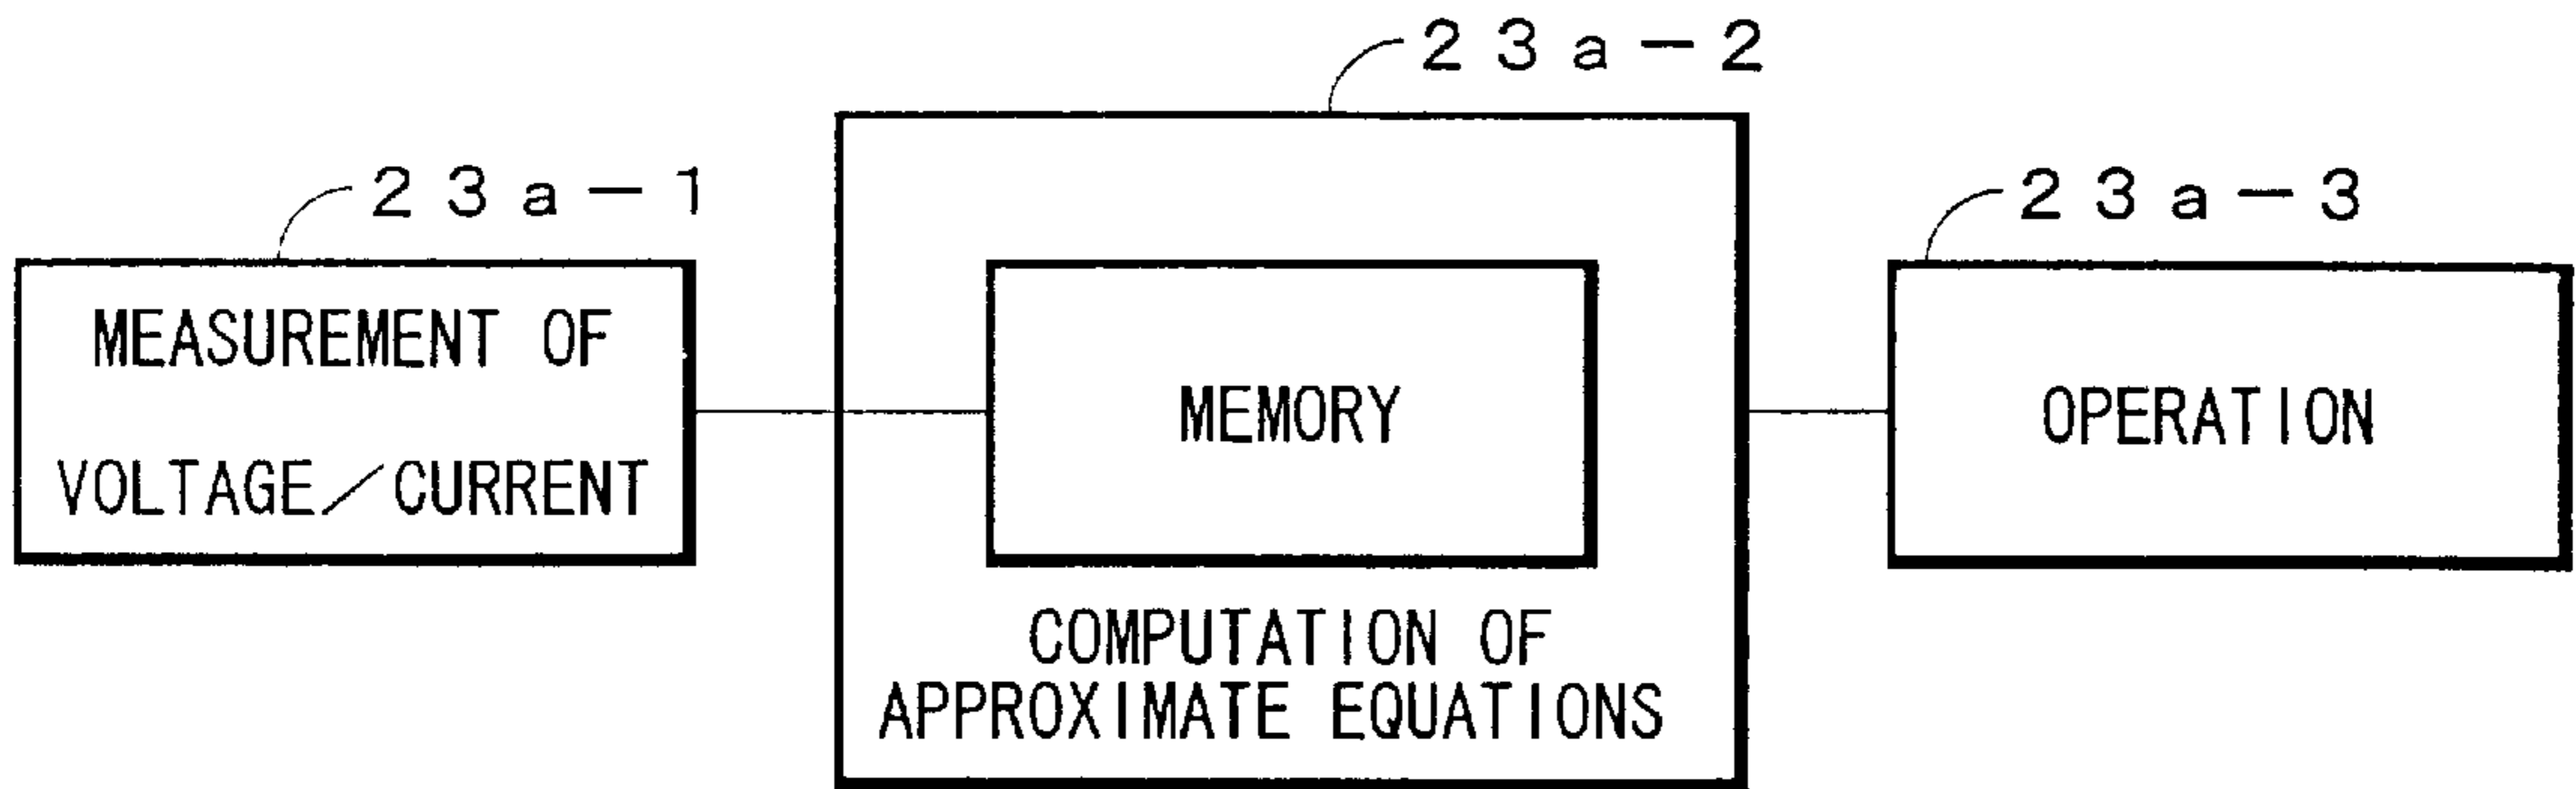 23a-2
23a-1
23a-3
MEASUREMENT OF
VOLTAGE/CURRENT
MEMORY
OPERATION
COMPUTATION OF
APPROXIMATE EQUATIONS